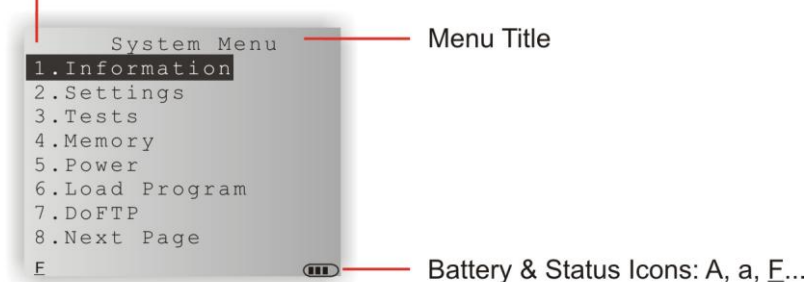 System Menu
Menu Title
1.Information
2.Settings
3.Tests
4.Memory
5.Power
6.Load Program
7.DoFTP
8.Next Page
F
Battery & Status Icons: A, a, F...